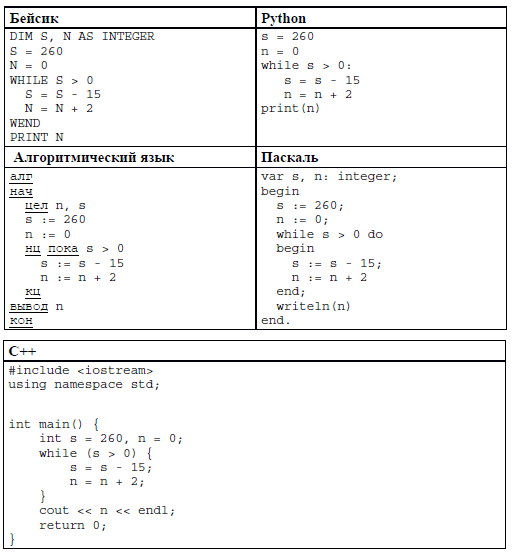 Бейсик
DIM S, N AS INTEGER
S = 260
N = 0
WHILE S > 0
  S = S - 15
  N = N + 2
WEND
PRINT N
Python
s = 260
n = 0
while s > 0:
   s = s - 15
   n = n + 2
print(n)
Алгоритмический язык
алг
нач
  цел n, s
  s := 260
  n := 0
  нц пока s > 0
    s := s - 15
    n := n + 2
  кц
вывод n
кон
Паскаль
var s, n: integer;
begin
  s := 260;
  n := 0;
  while s > 0 do
  begin
    s := s - 15;
    n := n + 2
  end;
  writeln(n)
end.
C++
#include <iostream>
using namespace std;
int main() {
    int s = 260, n = 0;
    while (s > 0) {
        s = s - 15;
        n = n + 2;
    }
    cout << n << endl;
    return 0;
}